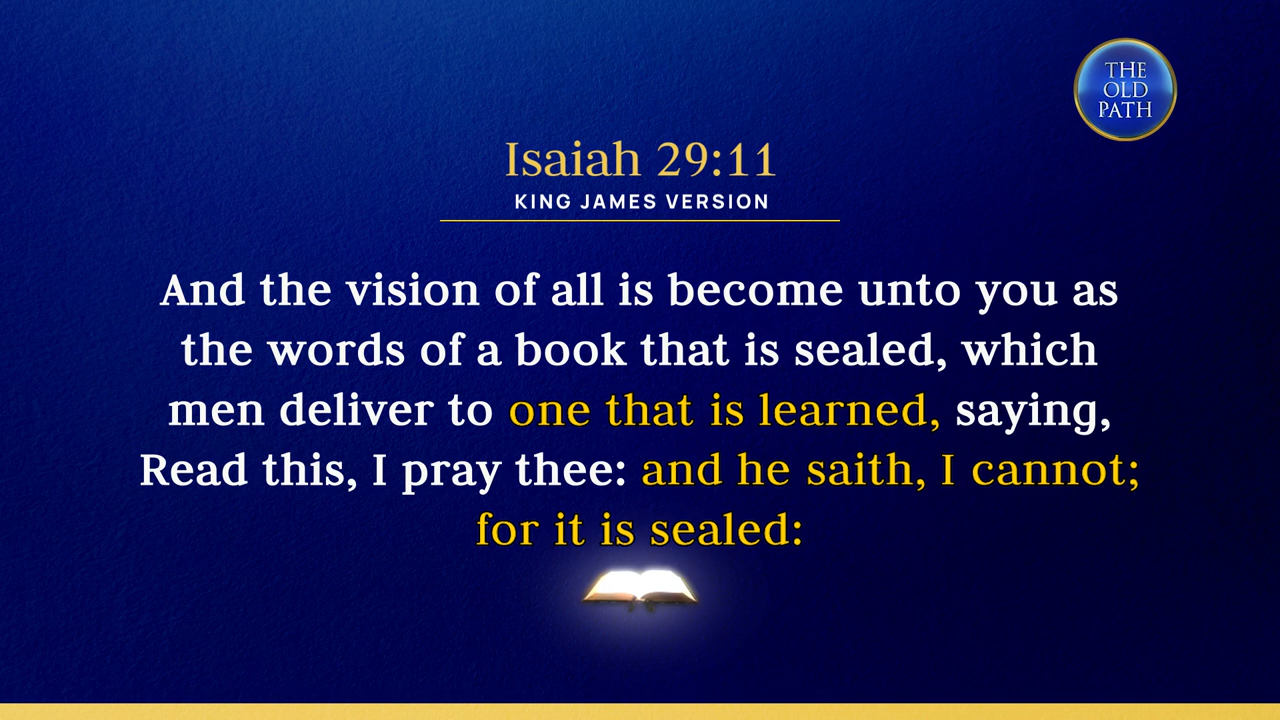 THE
OLD
PATH
Isaiah 29:11
KING JAMES VERSION
And the vision of all is become unto you as
the words of a book that is sealed, which
men deliver to one that is learned, saying,
Read this, I pray thee: and he saith, I cannot;
for it is sealed: